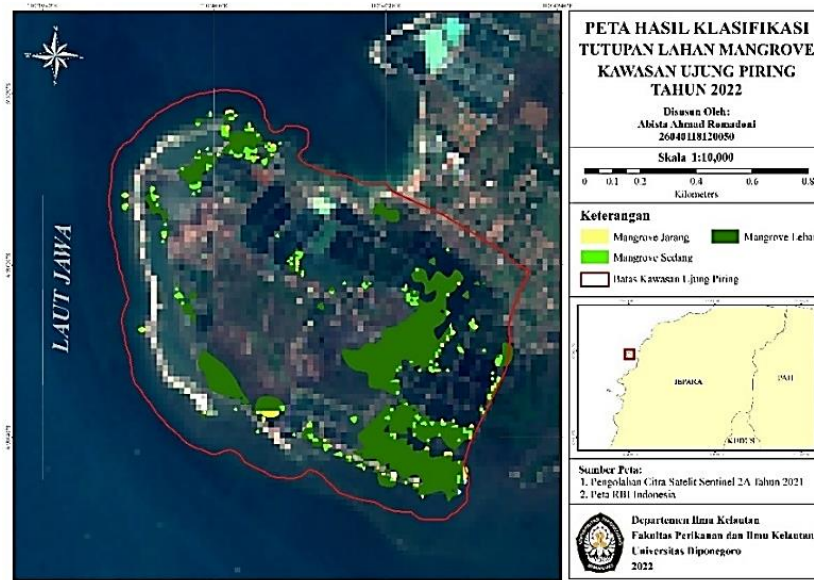 PETA HASIL KLASIFIKASI
TUTUPAN LAHAN MANGROVE
KAWASAN UJUNG PIRING
TAHUN 2022
Disusun Oleh:
Abista Ahmad Romadoni
26040118120050
Skala 1:10,000
0 0.1 0.2 0.4 0.6 0.8
Kilometers
Keterangan
Mangrove Jarang
Mangrove Lebat
Mangrove Sedang
Batas Kawasan Ujung Piring
LAUT JAWA
JEPARA
PATI
KUDUS
Sumber Peta:
1. Pengolahan Citra Satelit Sentinel 2A Tahun 2021
2. Peta RBI Indonesia
Departemen Ilmu Kelautan
Fakultas Perikanan dan Ilmu Kelautan
Universitas Diponegoro
2022